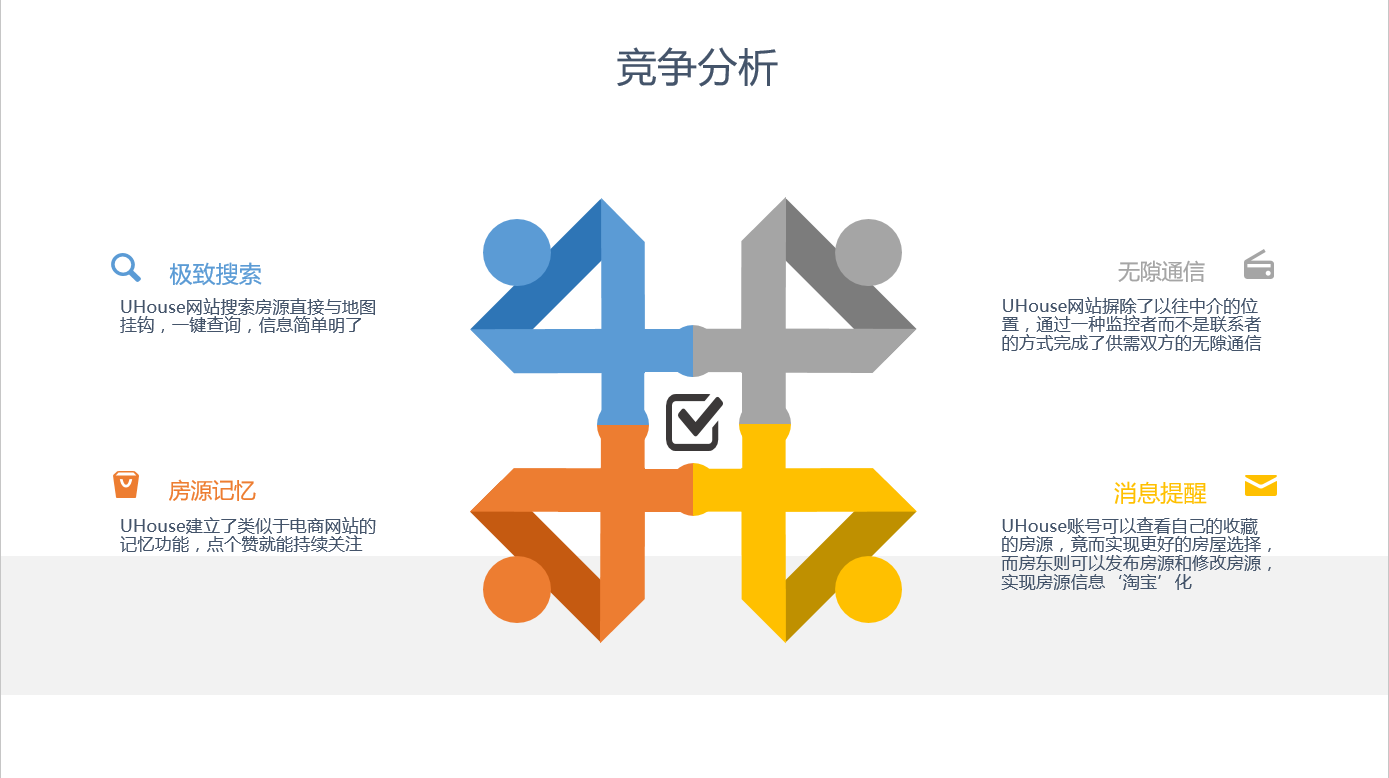 竞争分析
极致搜索
UHouse网站搜索房源直接与地图
挂钩，一键查询，信息简单明了
无隙通信
UHouse网站摒除了以往中介的位
置，通过一种监控者而不是联系者
的方式完成了供需双方的无隙通信
房源记忆
UHouse建立了类似于电商网站的
记忆功能，点个赞就能持续关注
消息提醒
UHouse账号可以查看自己的收藏
的房源，竟而实现更好的房屋选择，
而房东则可以发布房源和修改房源，
实现房源信息‘淘宝’化